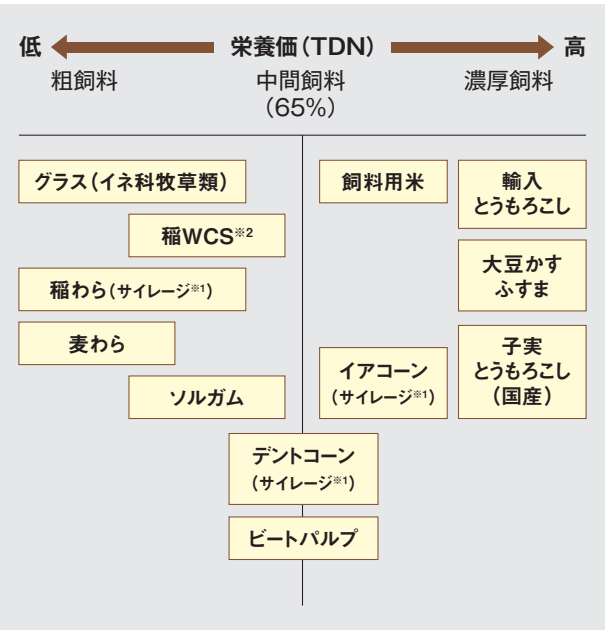 低 栄養価(TDN) 高
粗飼料 中間飼料 濃厚飼料
(65%)
グラス(イネ科牧草類)
飼料用米
輸入
とうもろこし
稲WCS※2
大豆かす
ふすま
稲わら(サイレージ※1)
麦わら
イアコーン
(サイレージ※1)
子実
とうもろこし
(国産)
ソルガム
デントコーン
(サイレージ※1)
ビートパルプ